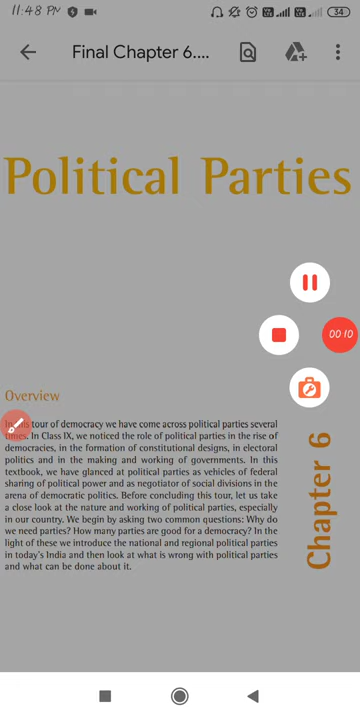 11:48 PM
34
Final Chapter 6....
Political Parties
00:10
Overview
In this tour of democracy we have come across political parties several
times. In Class IX, we noticed the role of political parties in the rise of
democracies, in the formation of constitutional designs, in electoral
politics and in the making and working of governments. In this
textbook, we have glanced at political parties as vehicles of federal
sharing of political power and as negotiator of social divisions in the
arena of democratic politics. Before concluding this tour, let us take
a close look at the nature and working of political parties, especially
in our country. We begin by asking two common questions: Why do
we need parties? How many parties are good for a democracy? In the
light of these we introduce the national and regional political parties
in today's India and then look at what is wrong with political parties
and what can be done about it.
Chapter 6